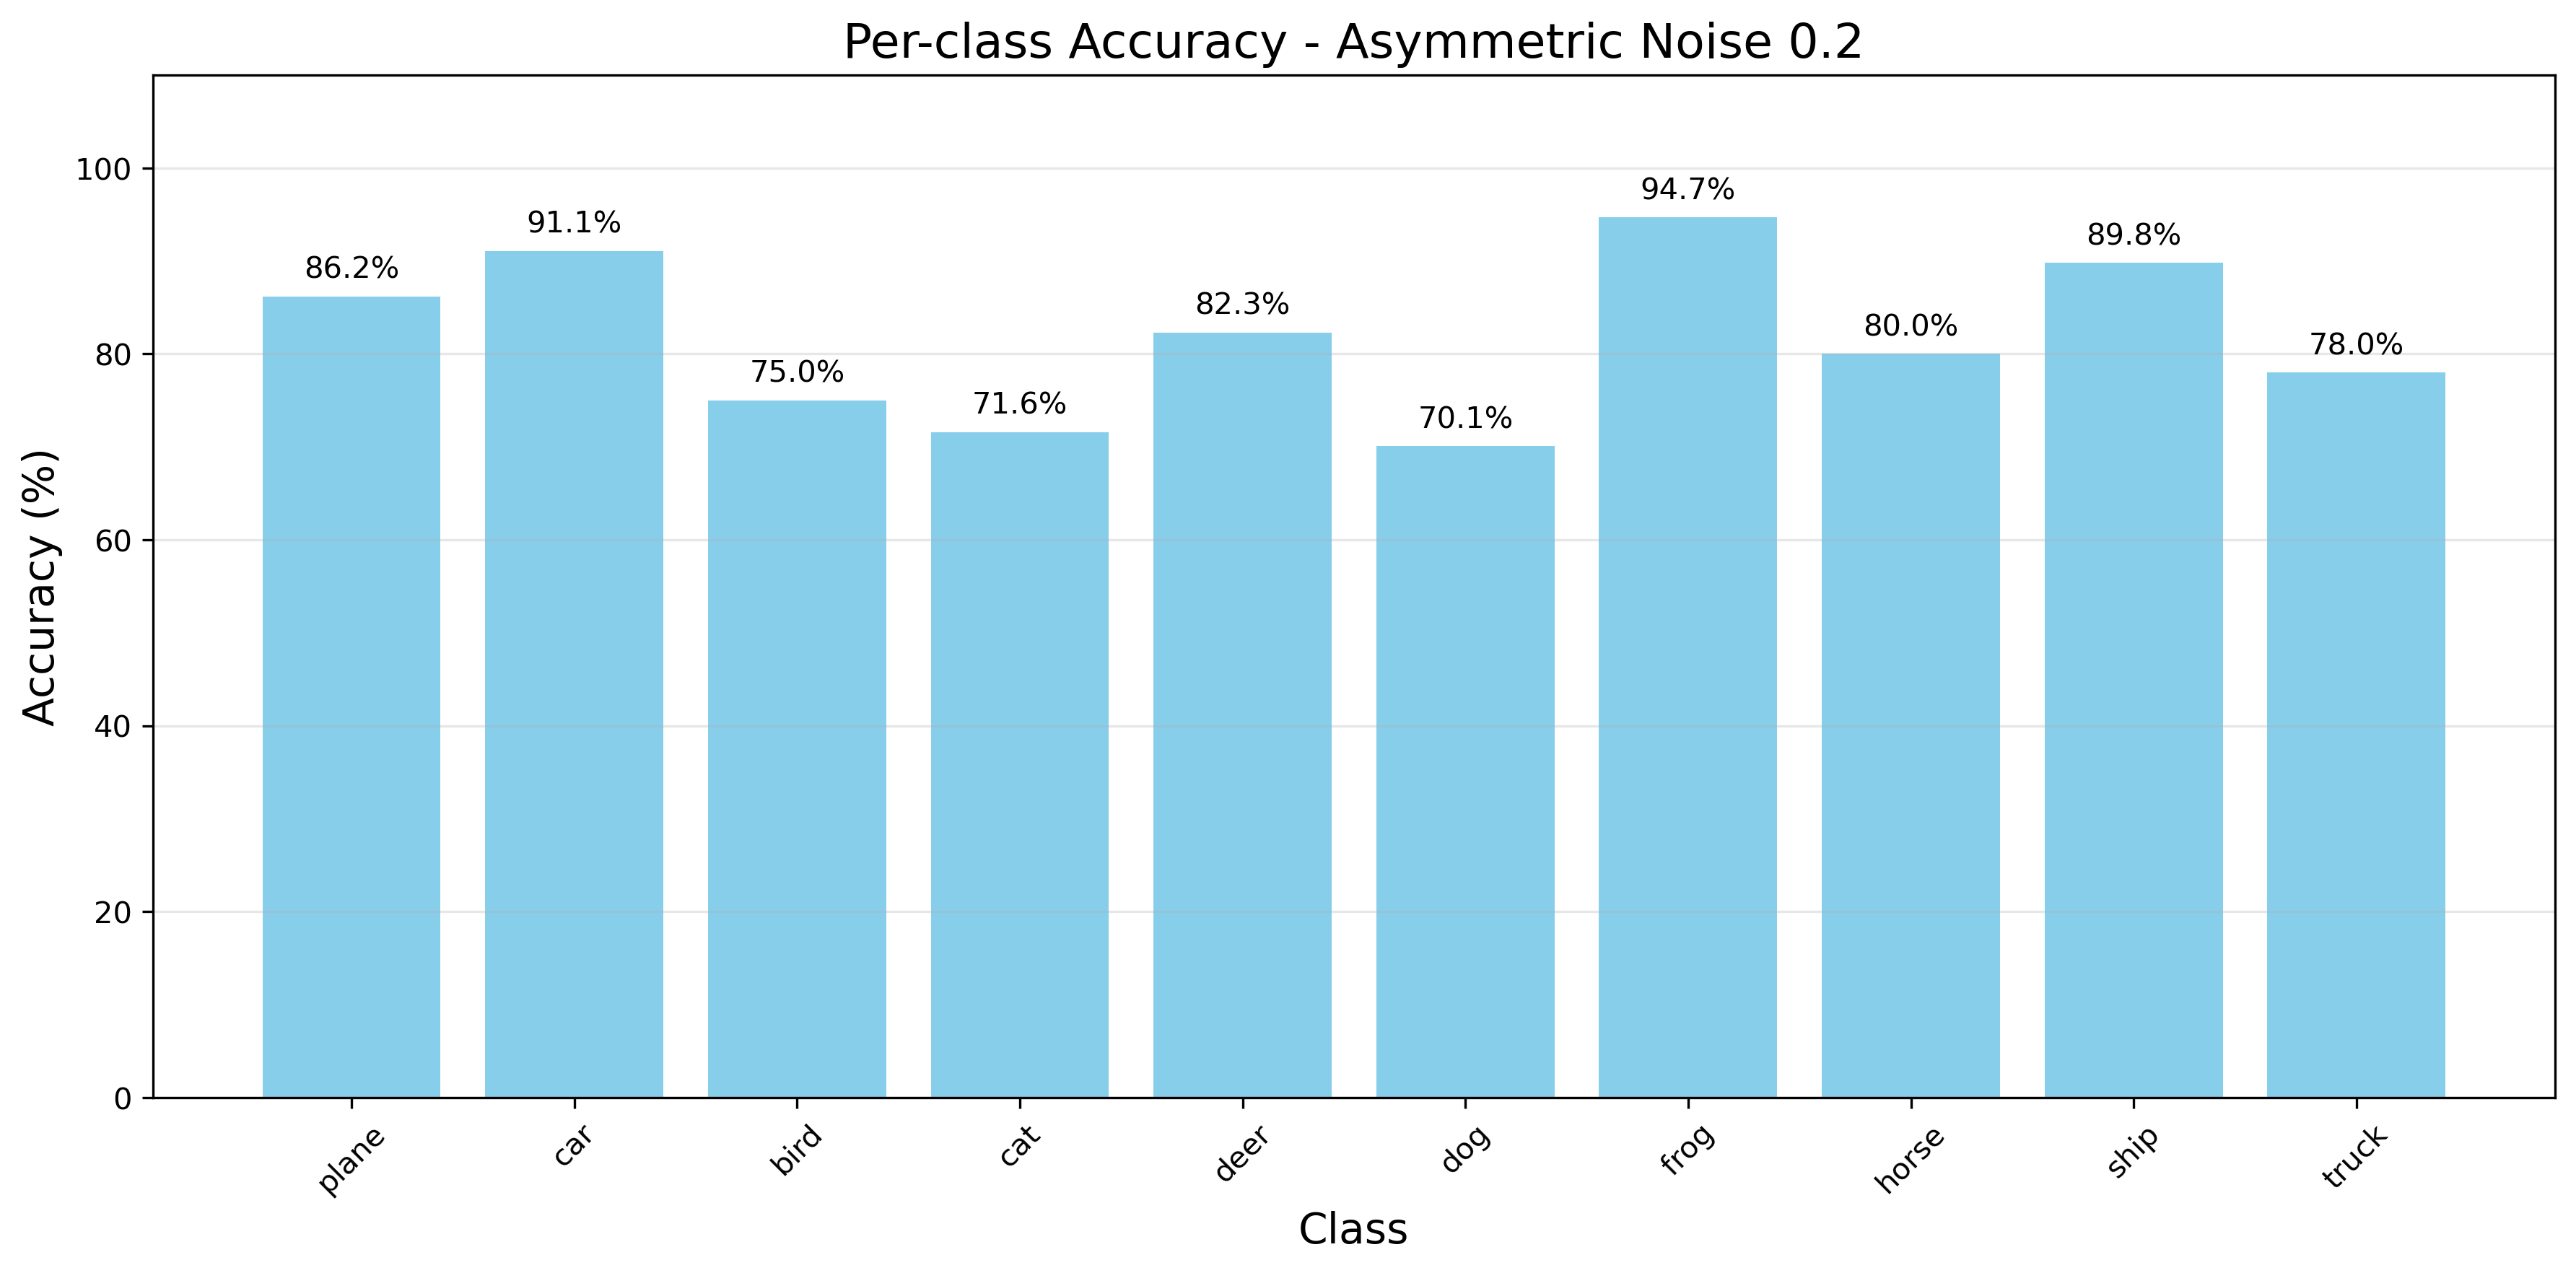 Per-class Accuracy - Asymmetric Noise 0.2
Accuracy (%)
100
80
60
40
20
0
86.2%
91.1%
75.0%
71.6%
82.3%
70.1%
94.7%
80.0%
89.8%
78.0%
plane
car
bird
cat
deer
dog
frog
horse
ship
truck
Class